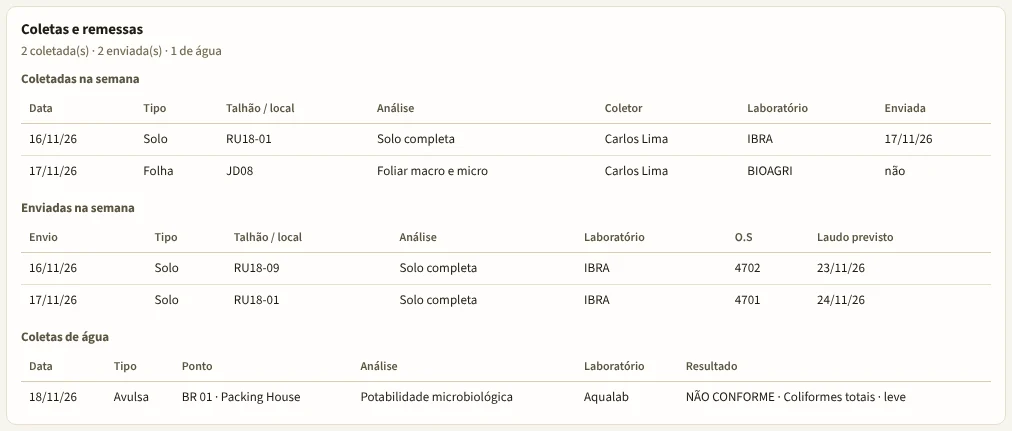 Coletas e remessas
2 coletada(s) · 2 enviada(s) · 1 de água
Coletadas na semana
Data Tipo Talhão / local Análise Coletor Laboratório Enviada
16/11/26 Solo RU18-01 Solo completa Carlos Lima IBRA 17/11/26
17/11/26 Folha JD08 Foliar macro e micro Carlos Lima BIOAGRI não
Enviadas na semana
Envio Tipo Talhão / local Análise Laboratório O.S Laudo previsto
16/11/26 Solo RU18-09 Solo completa IBRA 4702 23/11/26
17/11/26 Solo RU18-01 Solo completa IBRA 4701 24/11/26
Coletas de água
Data Tipo Ponto Análise Laboratório Resultado
18/11/26 Avulsa BR 01 · Packing House Potabilidade microbiológica Aqualab NÃO CONFORME · Coliformes totais · leve